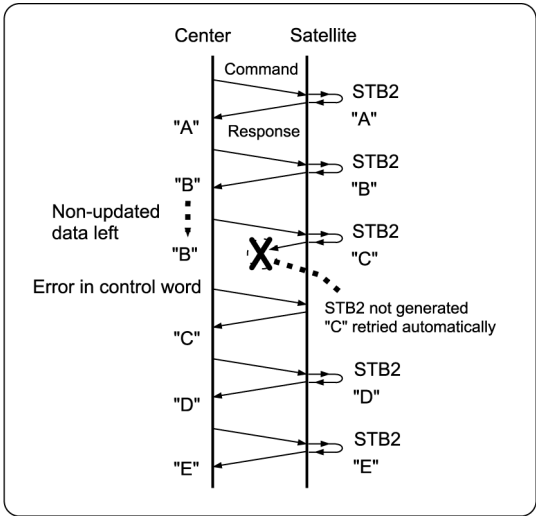 Center Satellite
Command
STB2
"A"
"A"
Response
STB2
"B"
"B"
Non-updated
data left
STB2
"B"
"C"
Error in control word
STB2 not generated
"C" retried automatically
"C"
STB2
"D"
"D"
STB2
"E"
"E"